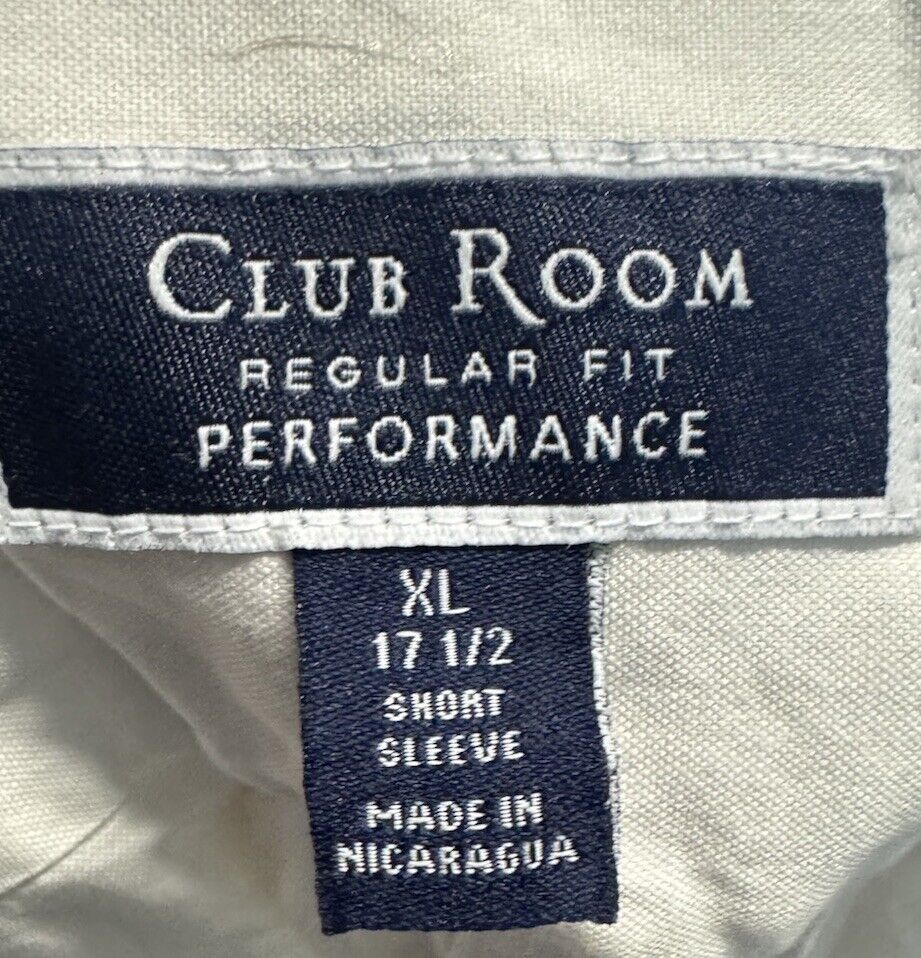 CLUB ROOM
REGULAR FIT
PERFORMANCE
XL
17 1/2
SHORT
SLEEVE
MADE IN
NICARAGUA